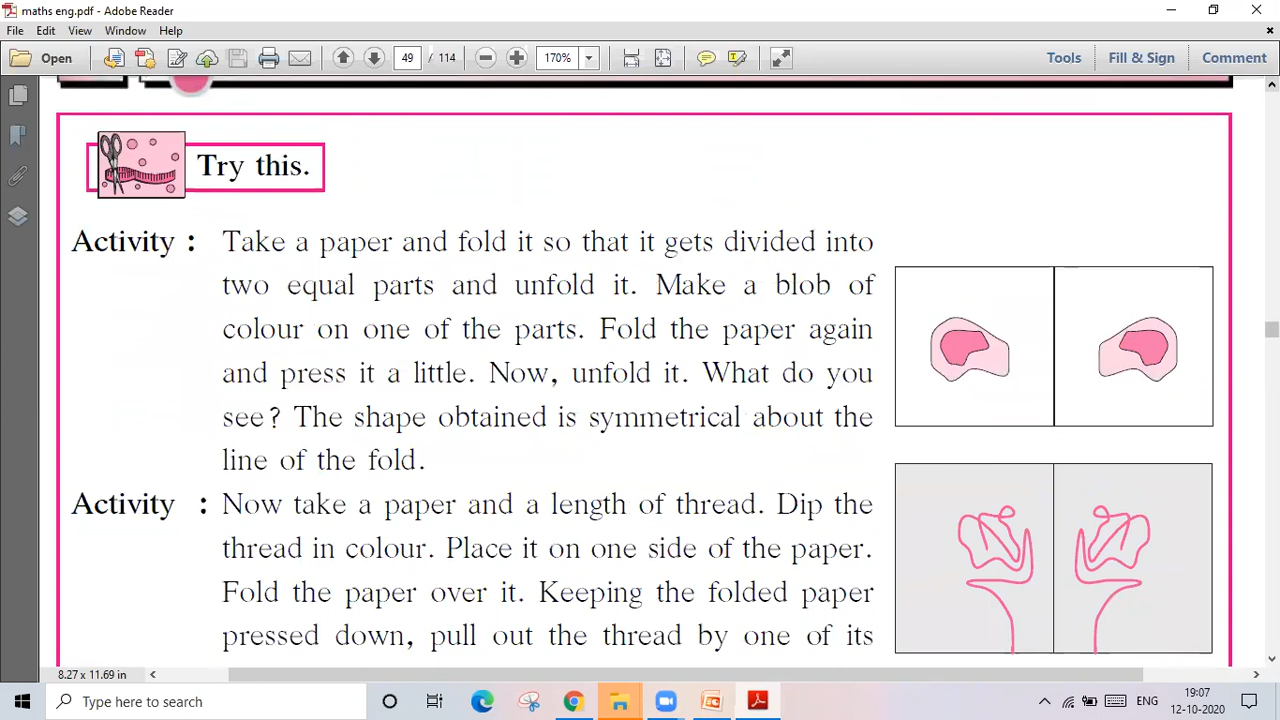 maths eng.pdf - Adobe Reader
File Edit View Window Help
Open 49 / 114 170% Tools Fill & Sign Comment
Try this.
Activity : Take a paper and fold it so that it gets divided into
two equal parts and unfold it. Make a blob of
colour on one of the parts. Fold the paper again
and press it a little. Now, unfold it. What do you
see? The shape obtained is symmetrical about the
line of the fold.
Activity : Now take a paper and a length of thread. Dip the
thread in colour. Place it on one side of the paper.
Fold the paper over it. Keeping the folded paper
pressed down, pull out the thread by one of its
8.27 x 11.69 in
Type here to search
ENG
19:07
12-10-2020